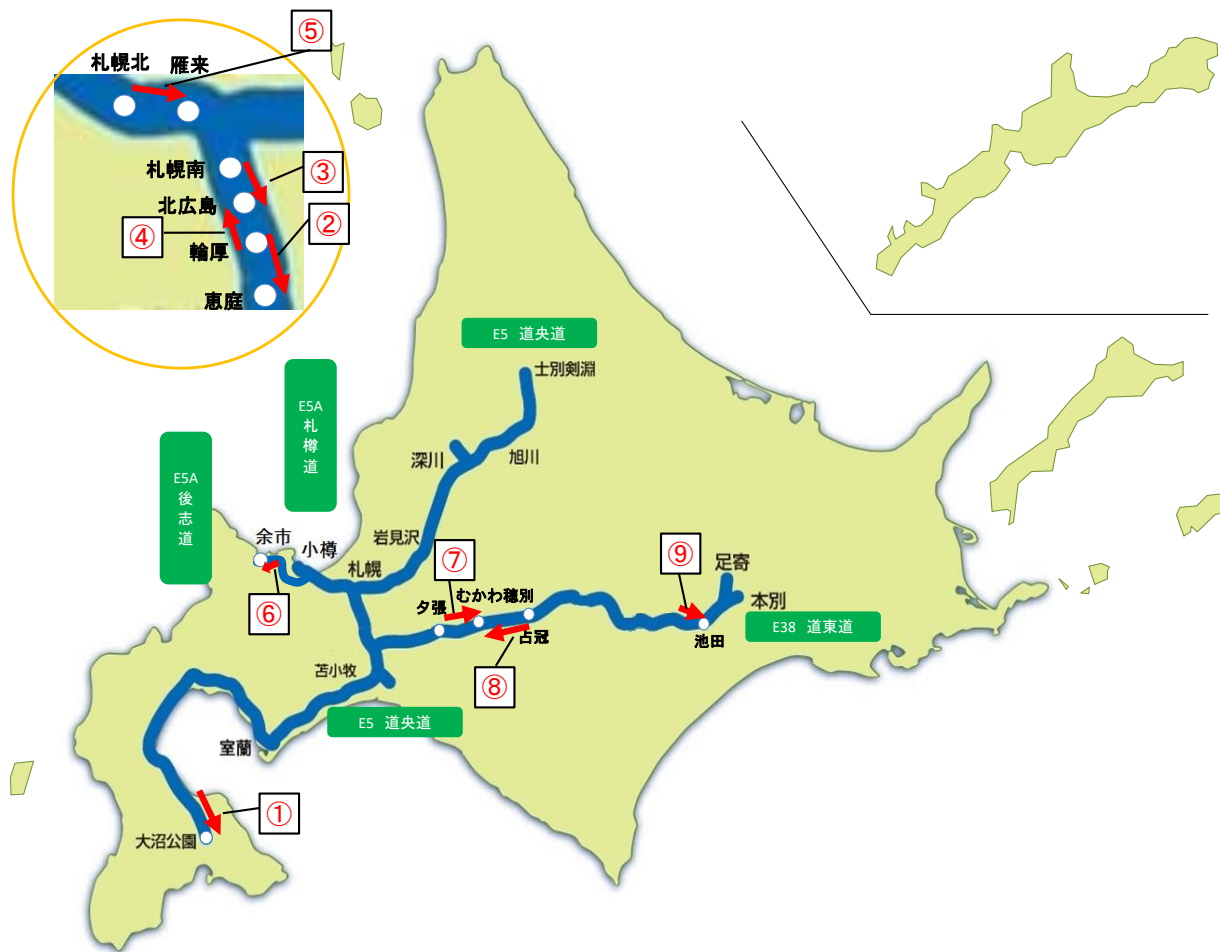 ⑤
札幌北
雁来
札幌南
③
北広島
②
④
輪厚
恵庭
E5 道央道
士別剣淵
E5A
札
樽
道
深川
旭川
E5A
後
志
道
岩見沢
余市
小樽
札幌
⑦
⑨
足寄
むかわ穂別
夕張
本別
⑥
E38 道東道
占冠
池田
苫小牧
⑧
E5 道央道
室蘭
①
大沼公園